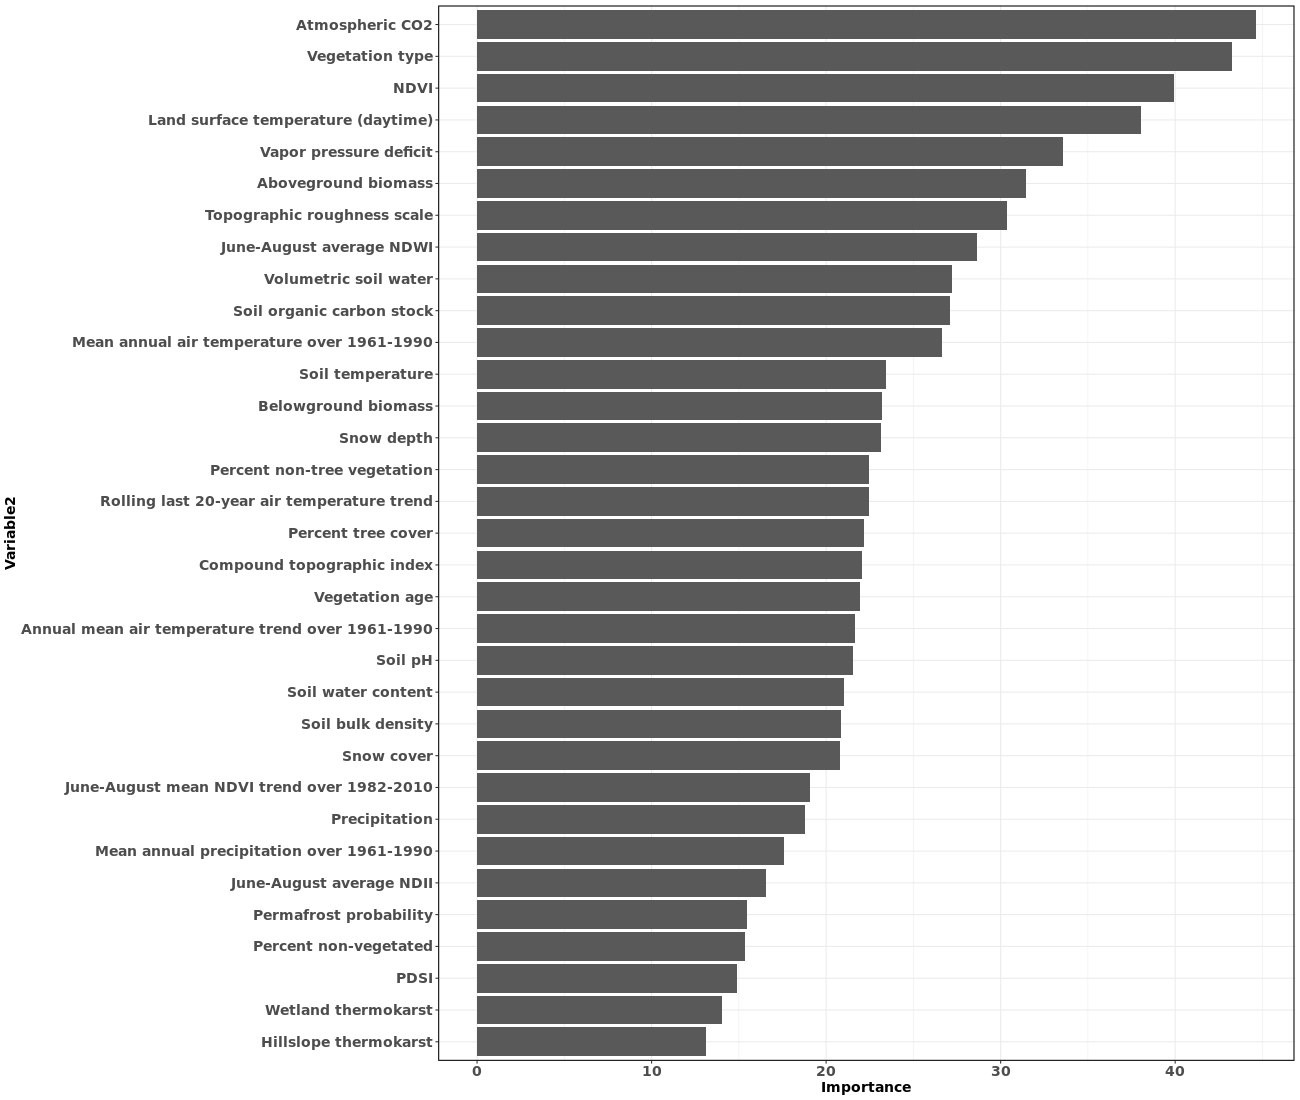 Atmospheric CO2
Vegetation type
NDVI
Land surface temperature (daytime)
Vapor pressure deficit
Aboveground biomass
Topographic roughness scale
June-August average NDWI
Volumetric soil water
Soil organic carbon stock
Mean annual air temperature over 1961-1990
Soil temperature
Belowground biomass
Snow depth
Percent non-tree vegetation
Rolling last 20-year air temperature trend
Percent tree cover
Compound topographic index
Vegetation age
Annual mean air temperature trend over 1961-1990
Soil pH
Soil water content
Soil bulk density
Snow cover
June-August mean NDVI trend over 1982-2010
Precipitation
Mean annual precipitation over 1961-1990
June-August average NDII
Permafrost probability
Percent non-vegetated
PDSI
Wetland thermokarst
Hillslope thermokarst
Variable2
0 10 20 30 40
Importance